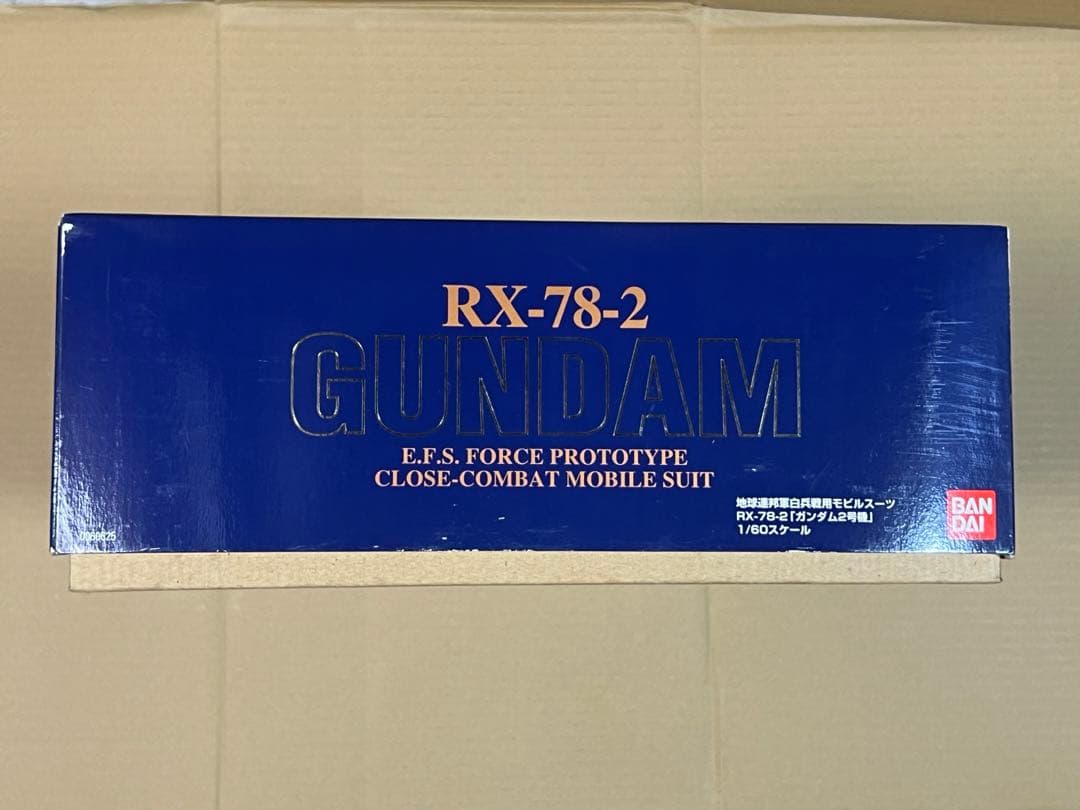 RX-78-2
GUNDAM
E.F.S. FORCE PROTOTYPE
CLOSE-COMBAT MOBILE SUIT
地球連邦軍白兵戦用モビルスーツ
RX-78-2「ガンダム2号機」
1/60スケール
BAN
DAI
0060625